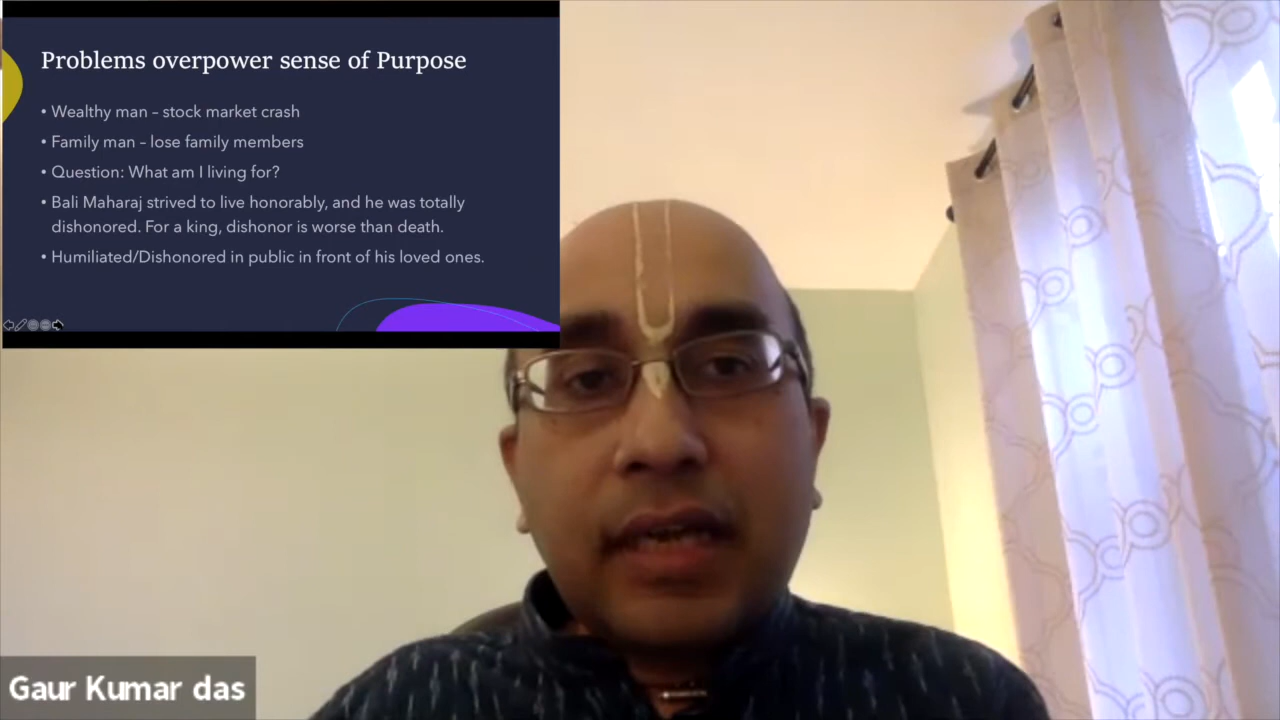 Problems overpower sense of Purpose
• Wealthy man – stock market crash
• Family man – lose family members
• Question: What am I living for?
• Bali Maharaj strived to live honorably, and he was totally
dishonored. For a king, dishonor is worse than death.
• Humiliated/Dishonored in public in front of his loved ones.
Gaur Kumar das